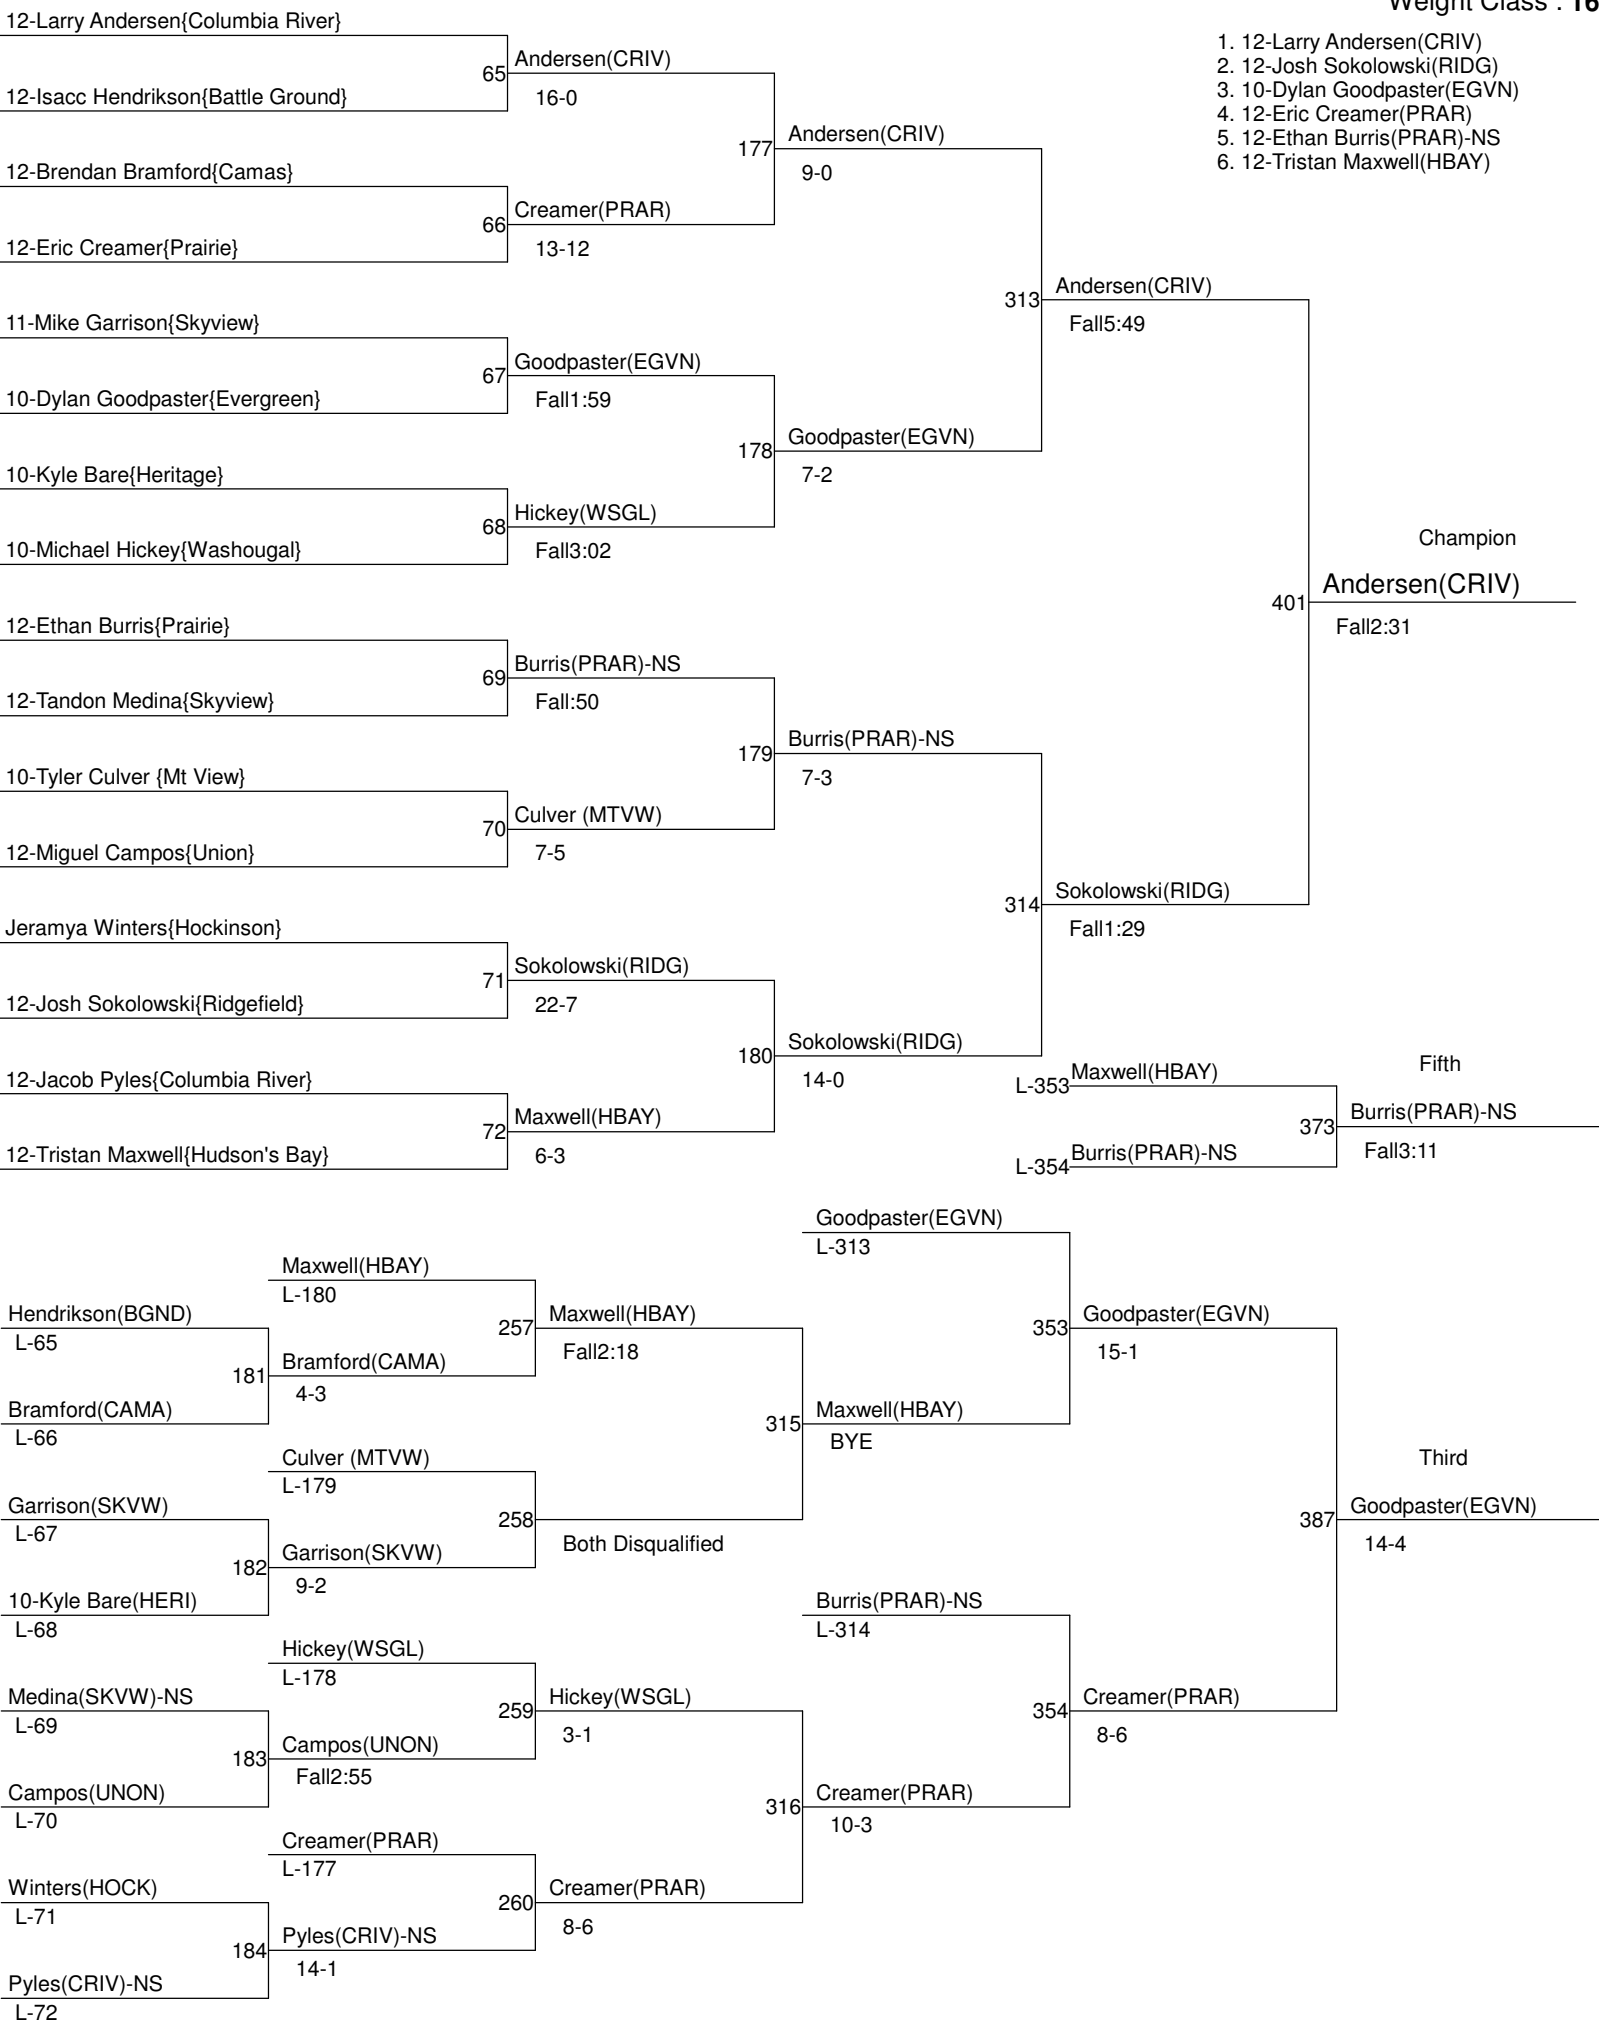 Weight Class : 16
1. 12-Larry Andersen(CRIV)
2. 12-Josh Sokolowski(RIDG)
3. 10-Dylan Goodpaster(EGVN)
4. 12-Eric Creamer(PRAR)
5. 12-Ethan Burris(PRAR)-NS
6. 12-Tristan Maxwell(HBAY)
12-Larry Andersen{Columbia River}
65
Andersen(CRIV)
16-0
12-Isacc Hendrikson{Battle Ground}
177
Andersen(CRIV)
9-0
12-Brendan Bramford{Camas}
66
Creamer(PRAR)
13-12
12-Eric Creamer{Prairie}
313
Andersen(CRIV)
Fall5:49
11-Mike Garrison{Skyview}
67
Goodpaster(EGVN)
Fall1:59
10-Dylan Goodpaster{Evergreen}
178
Goodpaster(EGVN)
7-2
10-Kyle Bare{Heritage}
68
Hickey(WSGL)
Fall3:02
10-Michael Hickey{Washougal}
Champion
401
Andersen(CRIV)
Fall2:31
12-Ethan Burris{Prairie}
69
Burris(PRAR)-NS
Fall:50
12-Tandon Medina{Skyview}
179
Burris(PRAR)-NS
7-3
10-Tyler Culver {Mt View}
70
Culver (MTVW)
7-5
12-Miguel Campos{Union}
314
Sokolowski(RIDG)
Fall1:29
Jeramya Winters{Hockinson}
71
Sokolowski(RIDG)
22-7
12-Josh Sokolowski{Ridgefield}
180
Sokolowski(RIDG)
14-0
12-Jacob Pyles{Columbia River}
72
Maxwell(HBAY)
6-3
12-Tristan Maxwell{Hudson's Bay}
Fifth
L-353
Maxwell(HBAY)
373
Burris(PRAR)-NS
Fall3:11
L-354
Burris(PRAR)-NS
Goodpaster(EGVN)
L-313
Maxwell(HBAY)
L-180
Hendrikson(BGND)
L-65
257
Maxwell(HBAY)
Fall2:18
353
Goodpaster(EGVN)
15-1
181
Bramford(CAMA)
4-3
Bramford(CAMA)
L-66
315
Maxwell(HBAY)
BYE
Culver (MTVW)
L-179
Third
Garrison(SKVW)
L-67
258
Both Disqualified
387
Goodpaster(EGVN)
14-4
182
Garrison(SKVW)
9-2
10-Kyle Bare(HERI)
L-68
Burris(PRAR)-NS
L-314
Hickey(WSGL)
L-178
Medina(SKVW)-NS
L-69
259
Hickey(WSGL)
3-1
354
Creamer(PRAR)
8-6
183
Campos(UNON)
Fall2:55
Campos(UNON)
L-70
316
Creamer(PRAR)
10-3
Creamer(PRAR)
L-177
Winters(HOCK)
L-71
260
Creamer(PRAR)
8-6
184
Pyles(CRIV)-NS
14-1
Pyles(CRIV)-NS
L-72